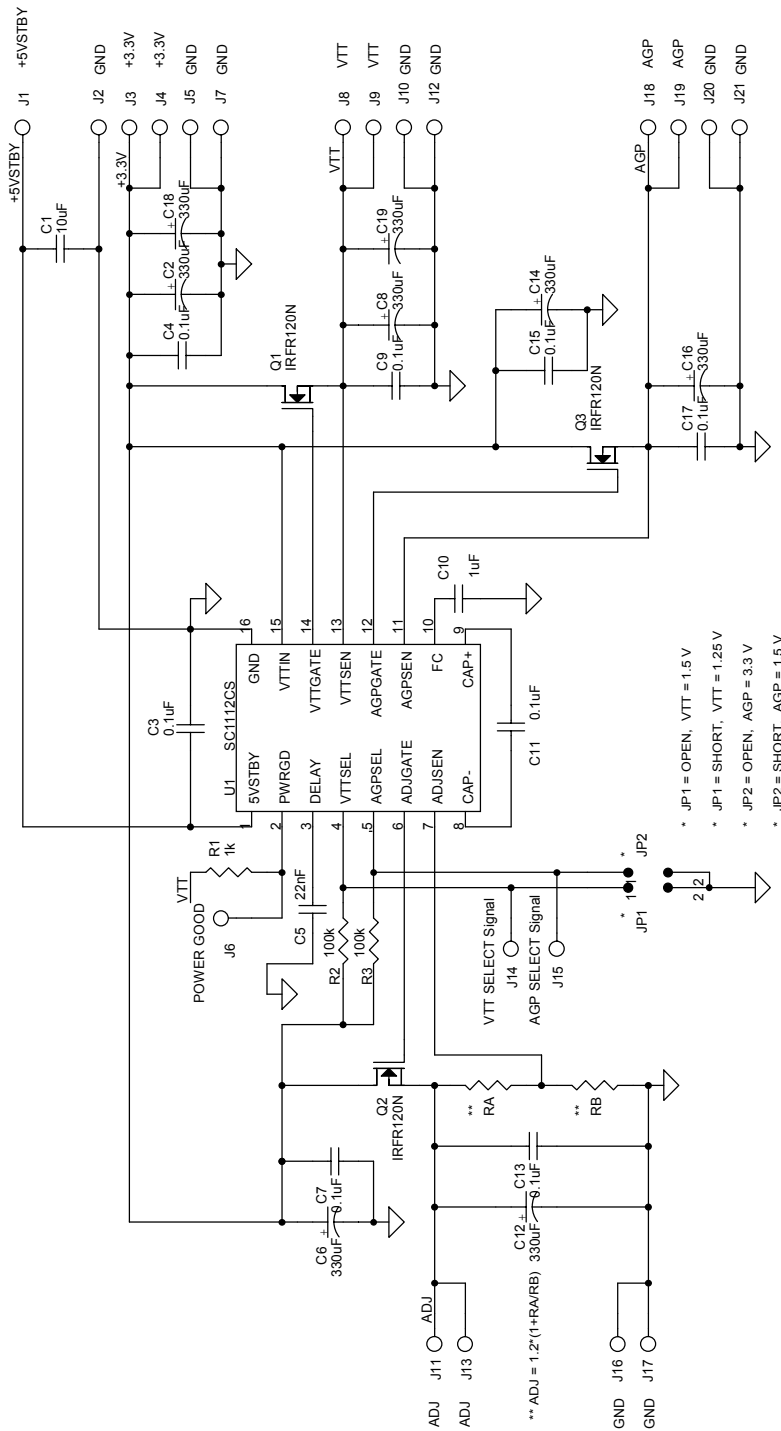 J1 +5VSTBY
+5VSTBY
C1
10uF
J2 GND
J3 +3.3V
+3.3V
J4 +3.3V
J5 GND
J7 GND
C18
330uF
+
C2
330uF
+
C4
0.1uF
Q1
IRFR120N
J8 VTT
VTT
J9 VTT
J10 GND
J12 GND
C19
330uF
+
C8
330uF
+
C9
0.1uF
C14
330uF
+
C15
0.1uF
Q3
IRFR120N
J18 AGP
AGP
J19 AGP
J20 GND
J21 GND
C16
330uF
+
C17
0.1uF
C3
0.1uF
U1
SC1112CS
1 5VSTBY
2 PWRGD
3 DELAY
4 VTTSEL
5 AGPSEL
6 ADJGATE
7 ADJSEN
8 CAP-
16 GND
15 VTTIN
14 VTTGATE
13 VTTSEN
12 AGPGATE
11 AGPSEN
10 FC
9 CAP+
C10
1uF
C11
0.1uF
VTT
R1
1k
POWER GOOD
J6
C5
22nF
R2
100k
R3
100k
VTT SELECT Signal
J14
AGP SELECT Signal
J15
* JP1
1
2
* JP2
1
2
Q2
IRFR120N
C6
330uF
+
C7
0.1uF
** RA
** RB
C12
330uF
+
C13
0.1uF
ADJ
ADJ J11
ADJ J13
** ADJ = 1.2*(1+RA/RB)
GND J16
GND J17
* JP1 = OPEN, VTT = 1.5 V
* JP1 = SHORT, VTT = 1.25 V
* JP2 = OPEN, AGP = 3.3 V
* JP2 = SHORT, AGP = 1.5 V